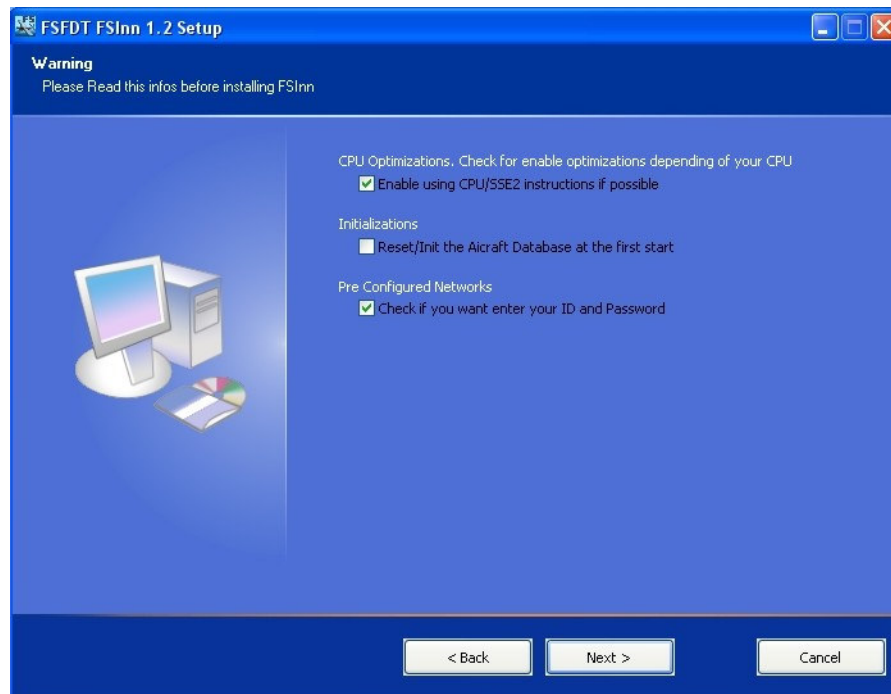 FSFDT FSInn 1.2 Setup
Warning
Please Read this infos before installing FSInn
CPU Optimizations. Check for enable optimizations depending of your CPU
Enable using CPU/SSE2 instructions if possible
Initializations
Reset/Init the Aicraft Database at the first start
Pre Configured Networks
Check if you want enter your ID and Password
< Back
Next >
Cancel